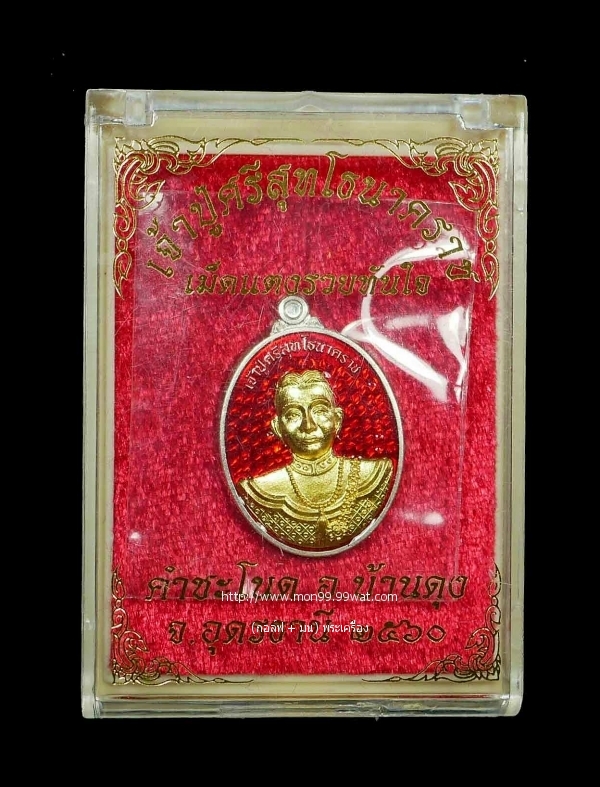 เจ้าปู่ศรีสุทโธนาคราช
เม็ดแตงรวยทันใจ
เจ้าปู่ศรีสุทโธนาคราช
คำชะโนด อ.บ้านดุง
http://www.mon99.99wat.com/
(กอล์ฟ + มน) พระเครื่อง
จ.อุดรธานี ๒๕๖๐